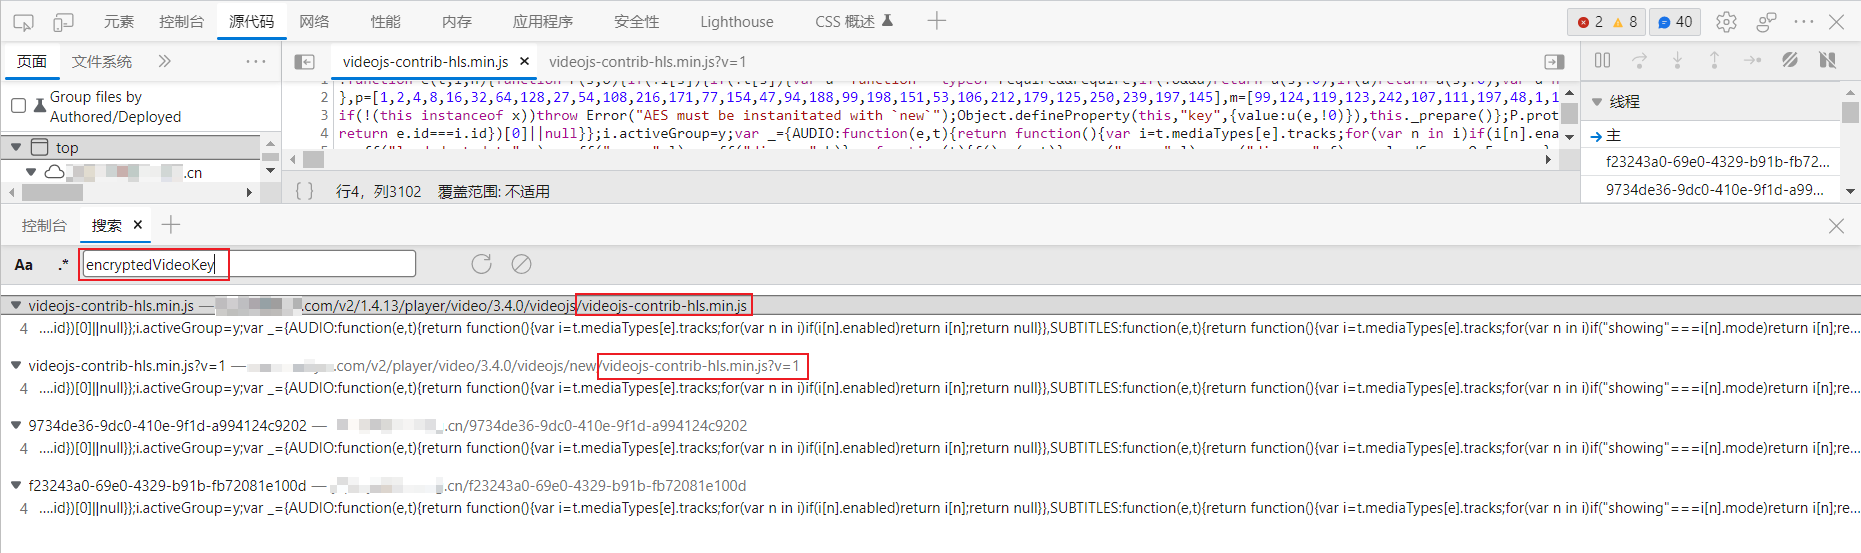 元素 控制台 源代码 网络 性能 内存 应用程序 安全性 Lighthouse CSS 概述 2 8 40
页面 文件系统 videojs-contrib-hls.min.js videojs-contrib-hls.min.js?v=1
Group files by
Authored/Deployed
top
.cn
2 },p=[1,2,4,8,16,32,64,128,27,54,108,216,171,77,154,47,94,188,99,198,151,53,106,212,179,125,250,239,197,145],m=[99,124,119,123,242,107,111,197,48,1,1
3 if(!(this instanceof x))throw Error("AES must be instanitated with `new`");Object.defineProperty(this,"key",{value:u(e,!0)}),this._prepare()};P.prot
4 return e.id===i.id})[0]||null}};i.activeGroup=y;var _={AUDIO:function(e,t){return function(){var i=t.mediaTypes[e].tracks;for(var n in i)if(i[n].ena
{ } 行4，列3102 覆盖范围: 不适用
线程
主
f23243a0-69e0-4329-b91b-fb72...
9734de36-9dc0-410e-9f1d-a99...
控制台 搜索
Aa .* encryptedVideoKey
videojs-contrib-hls.min.js — .com/v2/1.4.13/player/video/3.4.0/videojs/videojs-contrib-hls.min.js
4 ....id})[0]||null}};i.activeGroup=y;var _={AUDIO:function(e,t){return function(){var i=t.mediaTypes[e].tracks;for(var n in i)if(i[n].enabled)return i[n];return null}},SUBTITLES:function(e,t){return function(){var i=t.mediaTypes[e].tracks;for(var n in i)if("showing"===i[n].mode)return i[n];re...
videojs-contrib-hls.min.js?v=1 — .com/v2/player/video/3.4.0/videojs/new/videojs-contrib-hls.min.js?v=1
4 ....id})[0]||null}};i.activeGroup=y;var _={AUDIO:function(e,t){return function(){var i=t.mediaTypes[e].tracks;for(var n in i)if(i[n].enabled)return i[n];return null}},SUBTITLES:function(e,t){return function(){var i=t.mediaTypes[e].tracks;for(var n in i)if("showing"===i[n].mode)return i[n];re...
9734de36-9dc0-410e-9f1d-a994124c9202 — .cn/9734de36-9dc0-410e-9f1d-a994124c9202
4 ....id})[0]||null}};i.activeGroup=y;var _={AUDIO:function(e,t){return function(){var i=t.mediaTypes[e].tracks;for(var n in i)if(i[n].enabled)return i[n];return null}},SUBTITLES:function(e,t){return function(){var i=t.mediaTypes[e].tracks;for(var n in i)if("showing"===i[n].mode)return i[n];re...
f23243a0-69e0-4329-b91b-fb72081e100d — .cn/f23243a0-69e0-4329-b91b-fb72081e100d
4 ....id})[0]||null}};i.activeGroup=y;var _={AUDIO:function(e,t){return function(){var i=t.mediaTypes[e].tracks;for(var n in i)if(i[n].enabled)return i[n];return null}},SUBTITLES:function(e,t){return function(){var i=t.mediaTypes[e].tracks;for(var n in i)if("showing"===i[n].mode)return i[n];re...